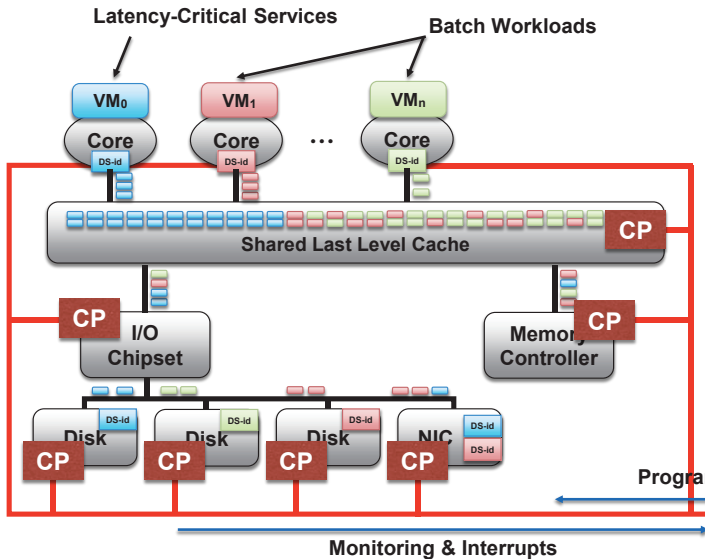 Latency-Critical Services
Batch Workloads
VM0
VM1
VMn
Core
Core
...
Core
DS-id
DS-id
DS-id
CP
Shared Last Level Cache
CP
I/O
Chipset
CP
Memory
Controller
DS-id
DS-id
DS-id
DS-id
DS-id
Disk
Disk
Disk
NIC
CP
CP
CP
CP
Progra
Monitoring & Interrupts